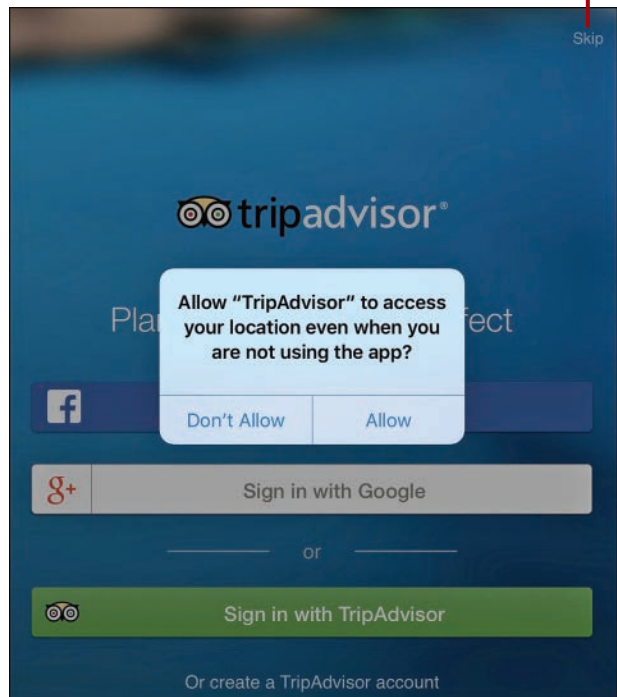 Skip
tripadvisor®
Allow "TripAdvisor" to access
your location even when you
are not using the app?
Pla fect
Don't Allow Allow
f
g+ Sign in with Google
or
Sign in with TripAdvisor
Or create a TripAdvisor account